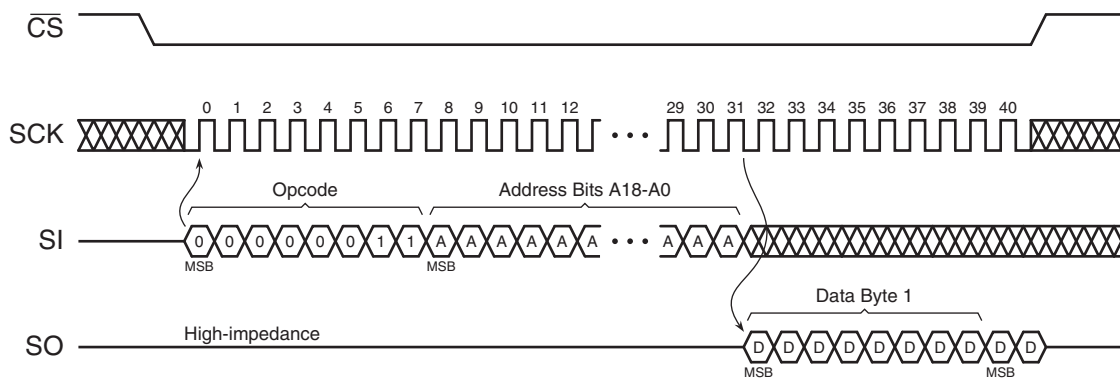 CS
0 1 2 3 4 5 6 7 8 9 10 11 12 29 30 31 32 33 34 35 36 37 38 39 40
SCK
Opcode Address Bits A18-A0
SI 0 0 0 0 0 0 1 1 A A A A A A A A A
MSB MSB
Data Byte 1
High-impedance
SO D D D D D D D D D D
MSB MSB